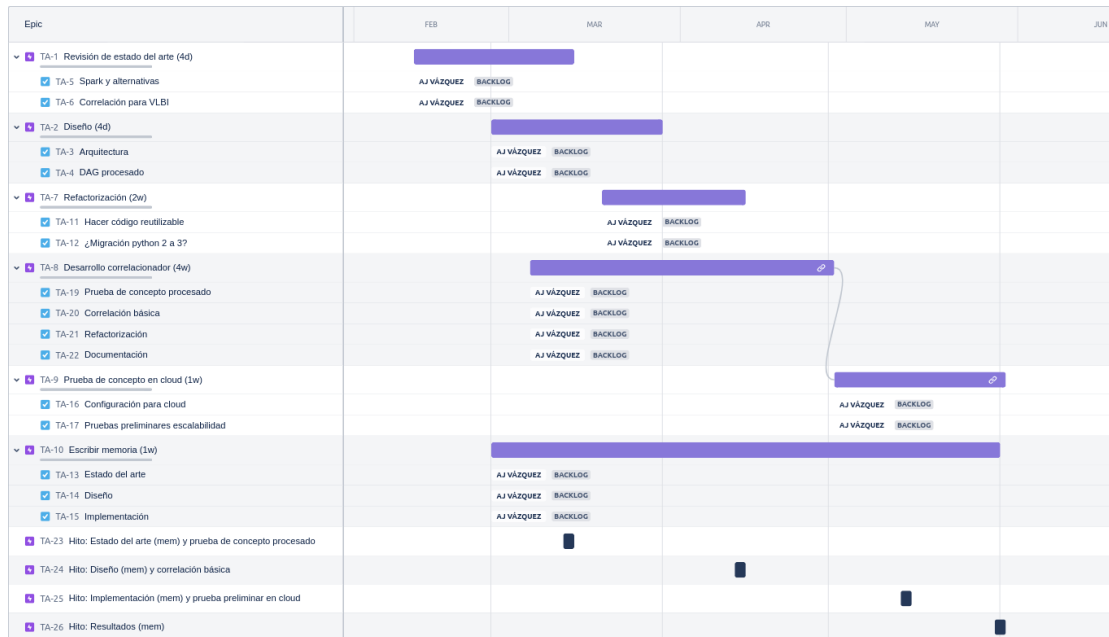 Epic FEB MAR APR MAY JUN
TA-1 Revisión de estado del arte (4d)
TA-5 Spark y alternativas AJ VÁZQUEZ BACKLOG
TA-6 Correlación para VLBI AJ VÁZQUEZ BACKLOG
TA-2 Diseño (4d)
TA-3 Arquitectura AJ VÁZQUEZ BACKLOG
TA-4 DAG procesado AJ VÁZQUEZ BACKLOG
TA-7 Refactorización (2w)
TA-11 Hacer código reutilizable AJ VÁZQUEZ BACKLOG
TA-12 ¿Migración python 2 a 3? AJ VÁZQUEZ BACKLOG
TA-8 Desarrollo correlacionador (4w)
TA-19 Prueba de concepto procesado AJ VÁZQUEZ BACKLOG
TA-20 Correlación básica AJ VÁZQUEZ BACKLOG
TA-21 Refactorización AJ VÁZQUEZ BACKLOG
TA-22 Documentación AJ VÁZQUEZ BACKLOG
TA-9 Prueba de concepto en cloud (1w)
TA-16 Configuración para cloud AJ VÁZQUEZ BACKLOG
TA-17 Pruebas preliminares escalabilidad AJ VÁZQUEZ BACKLOG
TA-10 Escribir memoria (1w)
TA-13 Estado del arte AJ VÁZQUEZ BACKLOG
TA-14 Diseño AJ VÁZQUEZ BACKLOG
TA-15 Implementación AJ VÁZQUEZ BACKLOG
TA-23 Hito: Estado del arte (mem) y prueba de concepto procesado
TA-24 Hito: Diseño (mem) y correlación básica
TA-25 Hito: Implementación (mem) y prueba preliminar en cloud
TA-26 Hito: Resultados (mem)